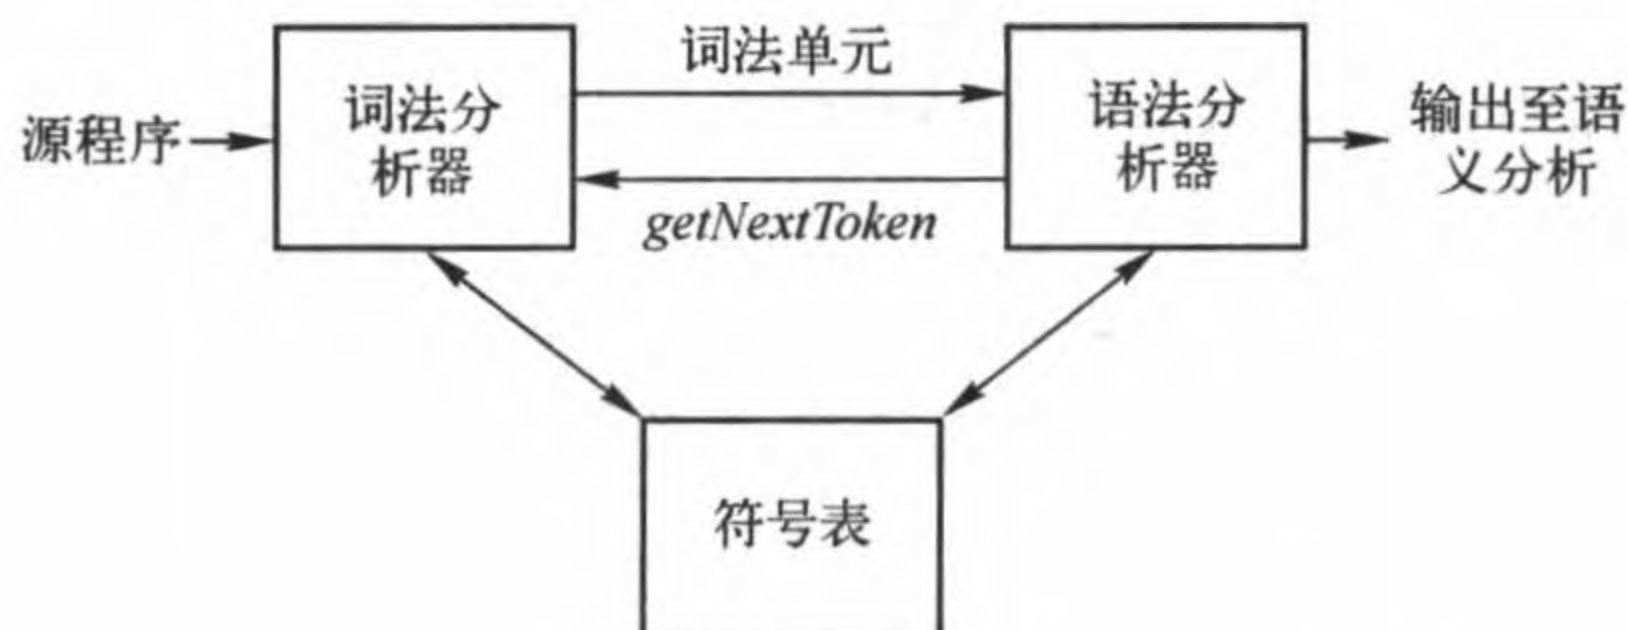 源程序
词法分
析器
词法单元
getNextToken
语法分
析器
输出至语
义分析
符号表